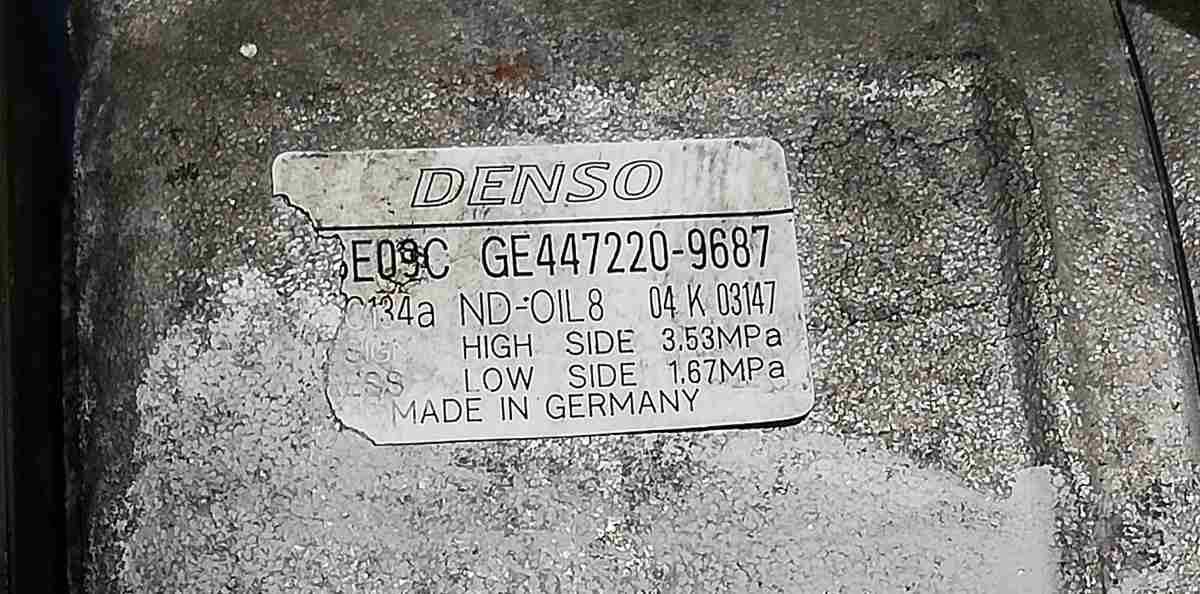 DENSO
GE447220-9687
ND-OIL8 04 K 03147
HIGH SIDE 3.53MPa
LOW SIDE 1.67MPa
MADE IN GERMANY